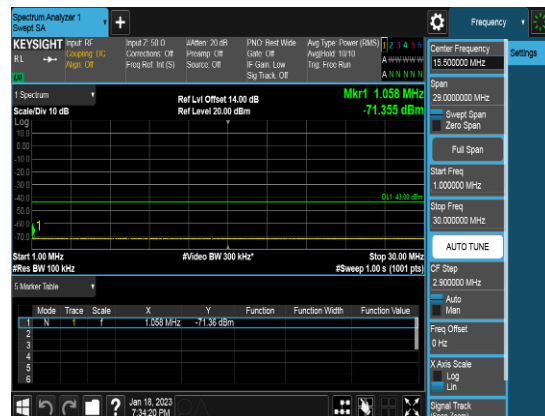 Spectrum Analyzer 1
Swept SA
Frequency
KEYSIGHT
Input: RF
Coupling: DC
Align: Off
Input Z: 50 Ω
Corrections: Off
Freq Ref: Int (S)
#Atten: 20 dB
Preamp: Off
Source: Off
PNO: Best Wide
Gate: Off
IF Gain: Low
Sig Track: Off
Avg Type: Power (RMS)
Avg|Hold: 10/10
Trig: Free Run
1 2 3 4 5 6
A W W W W W
A N N N N N
RL
LXI
Center Frequency
15.500000 MHz
Settings
1 Spectrum
Scale/Div 10 dB
Ref Lvl Offset 14.00 dB
Ref Level 20.00 dBm
Mkr1 1.058 MHz
-71.355 dBm
Span
29.0000000 MHz
Swept Span
Zero Span
Full Span
Log
10.0
0.00
-10.0
-20.0
-30.0
-40.0
-50.0
-60.0
-70.0
DL1 -43.00 dBm
1
Start Freq
1.000000 MHz
Stop Freq
30.000000 MHz
AUTO TUNE
Start 1.00 MHz
#Res BW 100 kHz
#Video BW 300 kHz*
Stop 30.00 MHz
#Sweep 1.00 s (1001 pts)
CF Step
2.900000 MHz
Auto
Man
5 Marker Table
Mode Trace Scale X Y Function Function Width Function Value
1 N 1 f 1.058 MHz -71.36 dBm
2
3
4
5
6
Freq Offset
0 Hz
X Axis Scale
Log
Lin
Signal Track
(Span Zoom)
?
Jan 18, 2023
7:34:20 PM